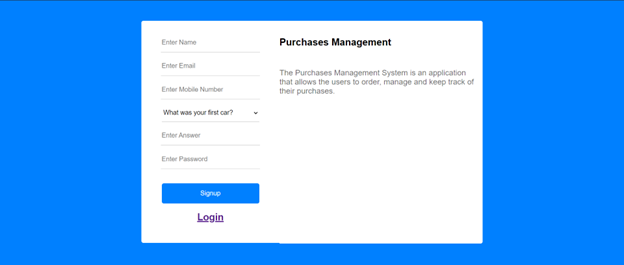 Enter Name
Enter Email
Enter Mobile Number
What was your first car?
Enter Answer
Enter Password
Signup
Login
Purchases Management
The Purchases Management System is an application
that allows the users to order, manage and keep track of
their purchases.